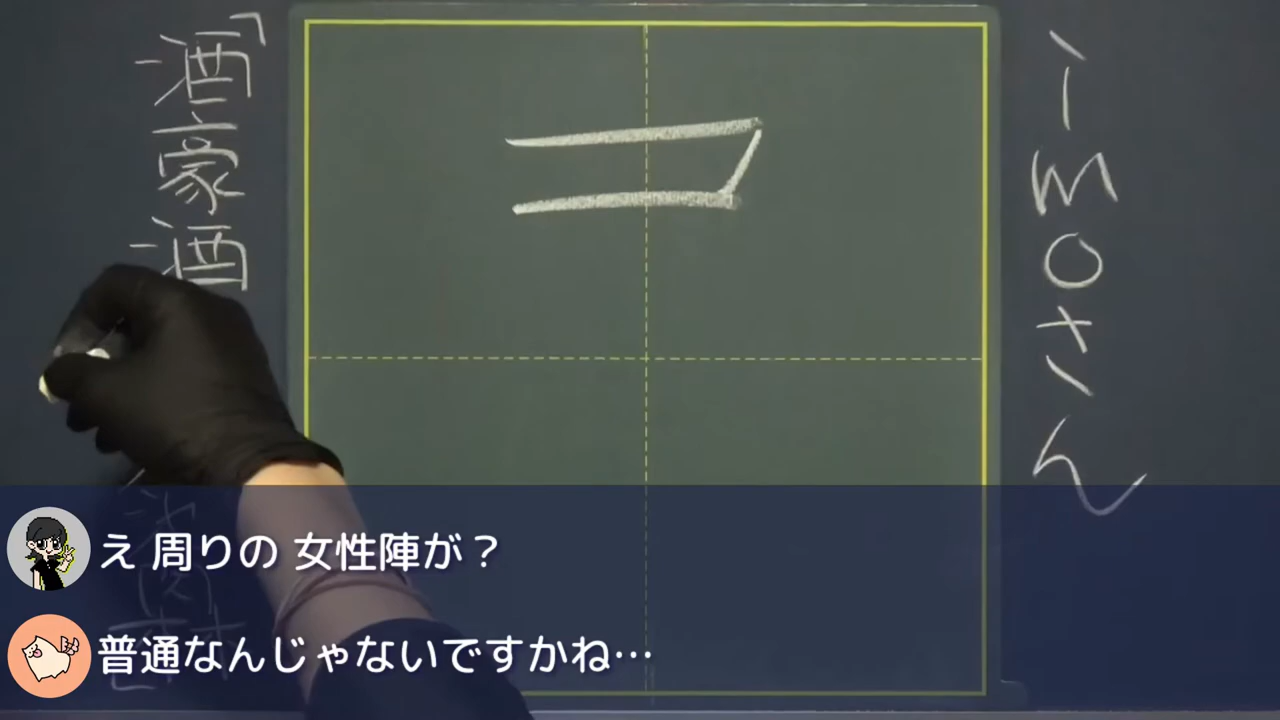 ーmoさん
「酒豪酒
え 周りの 女性陣が？
普通なんじゃないですかね…